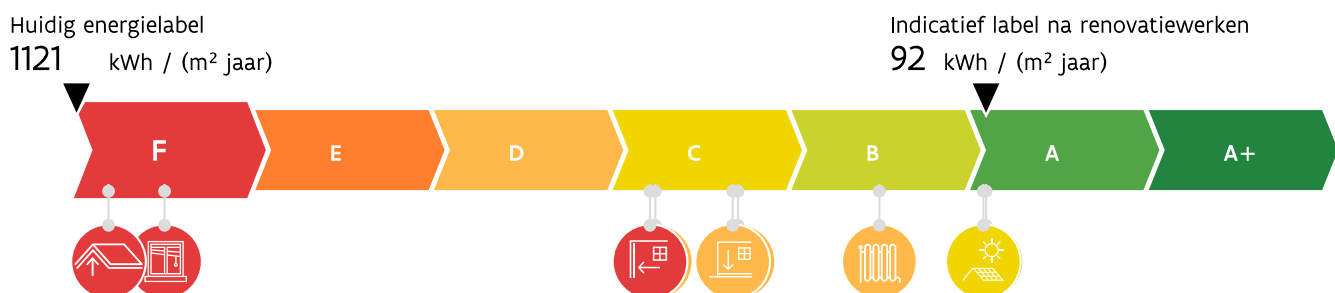 Huidig energielabel
1121 kWh / (m² jaar)
Indicatief label na renovatiewerken
92 kWh / (m² jaar)
F E D C B A A+